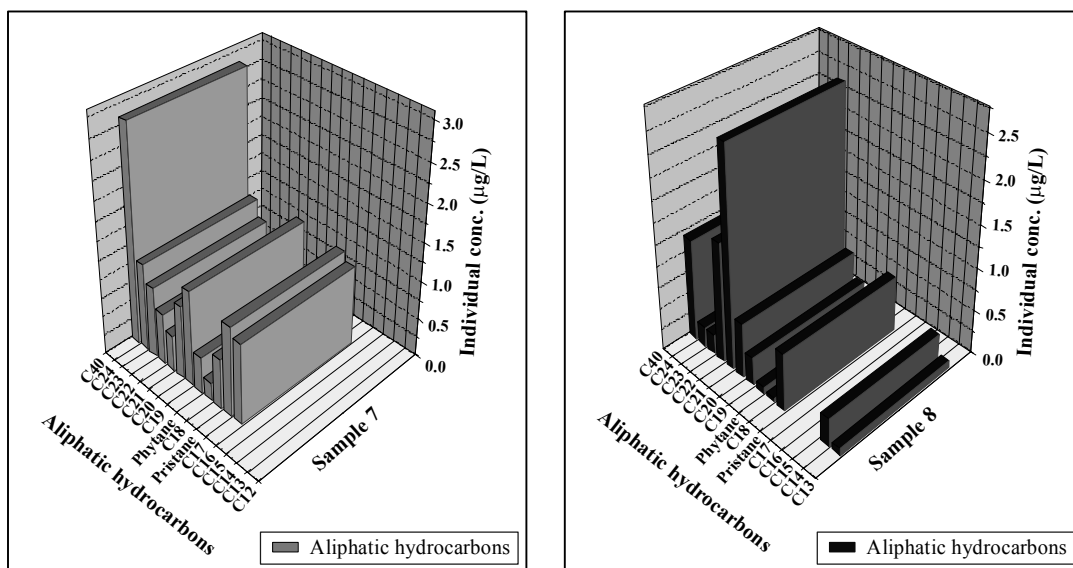 3.0
2.5
2.0
1.5
1.0
0.5
0.0
Individual conc. (µg/L)
C40
C24
C23
C22
C21
C20
C19
Phytane
C18
Pristane
C17
C16
C15
C14
C13
C12
Aliphatic hydrocarbons
Sample 7
Aliphatic hydrocarbons
2.5
2.0
1.5
1.0
0.5
0.0
Individual conc. (µg/L)
C40
C24
C23
C22
C21
C20
C19
Phytane
C18
Pristane
C17
C16
C15
C14
C13
Aliphatic hydrocarbons
Sample 8
Aliphatic hydrocarbons